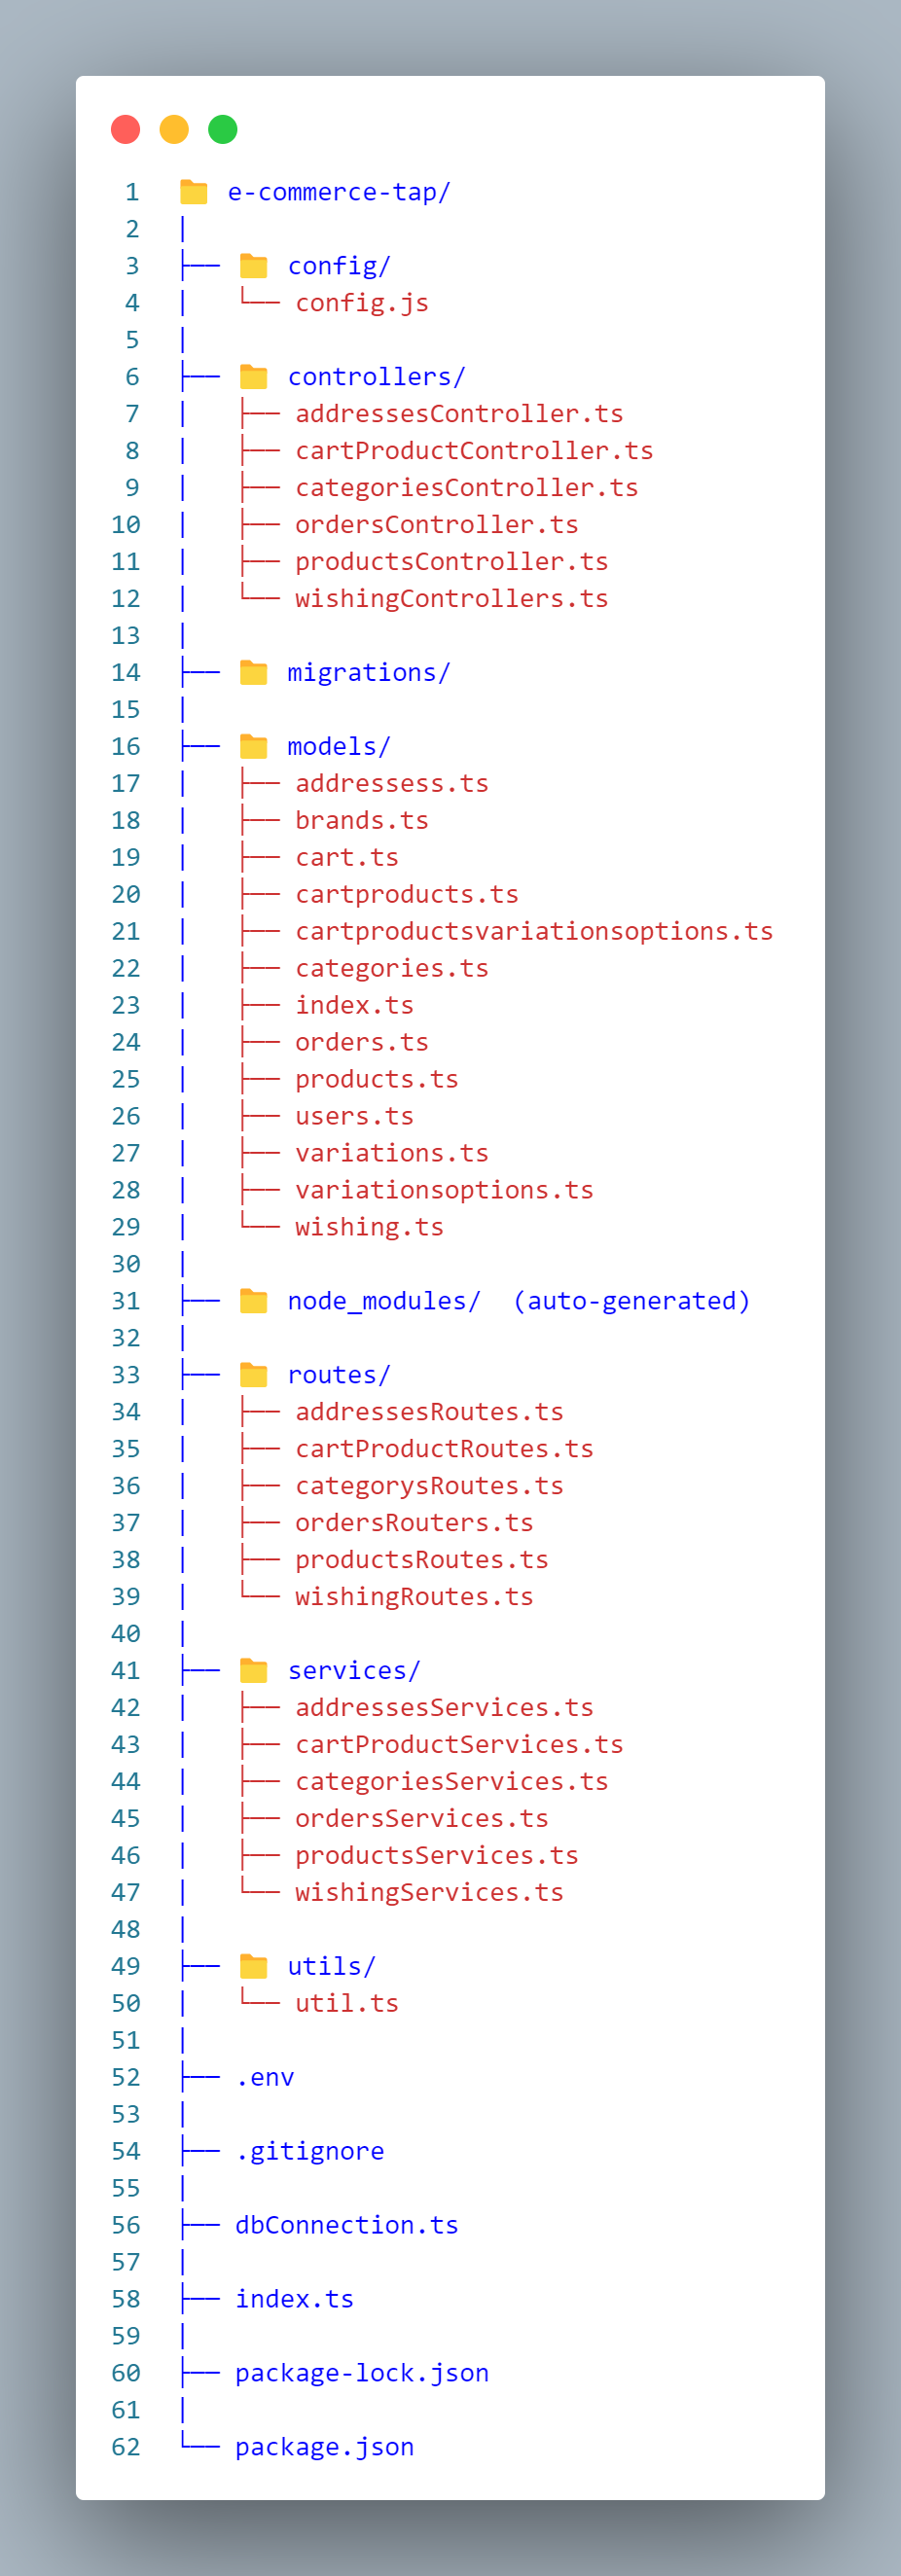 1 📁 e-commerce-tap/
2 │
3 ├── 📁 config/
4 │   └── config.js
5 │
6 ├── 📁 controllers/
7 │   ├── addressesController.ts
8 │   ├── cartProductController.ts
9 │   ├── categoriesController.ts
10 │   ├── ordersController.ts
11 │   ├── productsController.ts
12 │   └── wishingControllers.ts
13 │
14 ├── 📁 migrations/
15 │
16 ├── 📁 models/
17 │   ├── addressess.ts
18 │   ├── brands.ts
19 │   ├── cart.ts
20 │   ├── cartproducts.ts
21 │   ├── cartproductsvariationsoptions.ts
22 │   ├── categories.ts
23 │   ├── index.ts
24 │   ├── orders.ts
25 │   ├── products.ts
26 │   ├── users.ts
27 │   ├── variations.ts
28 │   ├── variationsoptions.ts
29 │   └── wishing.ts
30 │
31 ├── 📁 node_modules/  (auto-generated)
32 │
33 ├── 📁 routes/
34 │   ├── addressesRoutes.ts
35 │   ├── cartProductRoutes.ts
36 │   ├── categorysRoutes.ts
37 │   ├── ordersRouters.ts
38 │   ├── productsRoutes.ts
39 │   └── wishingRoutes.ts
40 │
41 ├── 📁 services/
42 │   ├── addressesServices.ts
43 │   ├── cartProductServices.ts
44 │   ├── categoriesServices.ts
45 │   ├── ordersServices.ts
46 │   ├── productsServices.ts
47 │   └── wishingServices.ts
48 │
49 ├── 📁 utils/
50 │   └── util.ts
51 │
52 ├── .env
53 │
54 ├── .gitignore
55 │
56 ├── dbConnection.ts
57 │
58 ├── index.ts
59 │
60 ├── package-lock.json
61 │
62 └── package.json